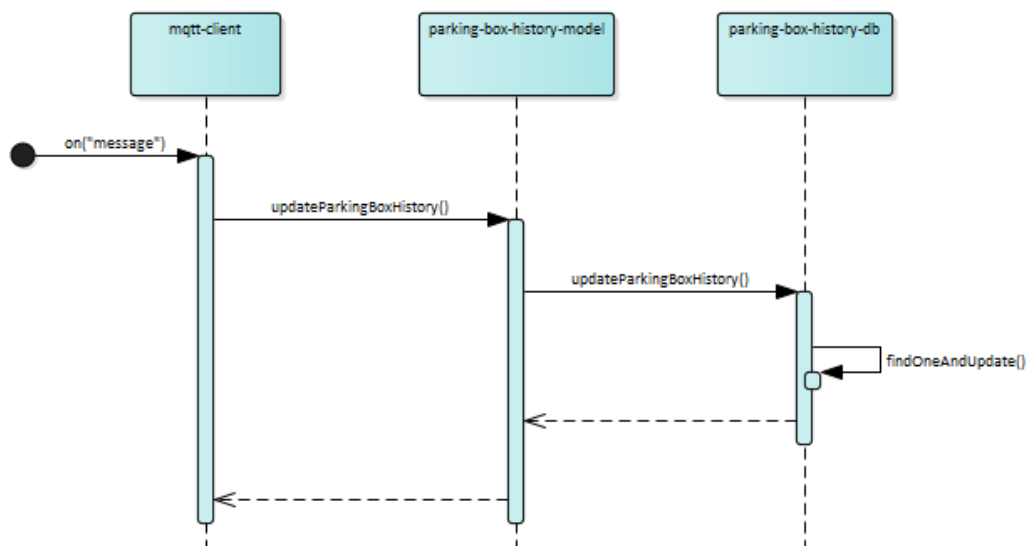 mqtt-client
parking-box-history-model
parking-box-history-db
on("message")
updateParkingBoxHistory()
updateParkingBoxHistory()
findOneAndUpdate()